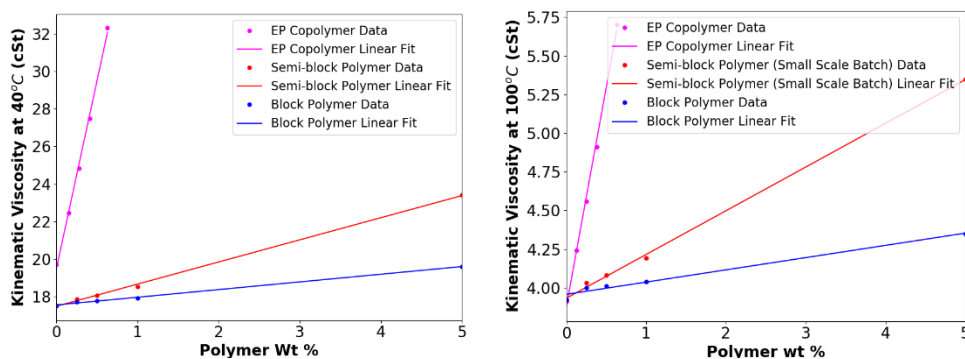 EP Copolymer Data
EP Copolymer Linear Fit
Semi-block Polymer Data
Semi-block Polymer Linear Fit
Block Polymer Data
Block Polymer Linear Fit
Kinematic Viscosity at 40°C (cSt)
32
30
28
26
24
22
20
18
0 1 2 3 4 5
Polymer Wt %
EP Copolymer Data
EP Copolymer Linear Fit
Semi-block Polymer (Small Scale Batch) Data
Semi-block Polymer (Small Scale Batch) Linear Fit
Block Polymer Data
Block Polymer Linear Fit
Kinematic Viscosity at 100°C (cSt)
5.75
5.50
5.25
5.00
4.75
4.50
4.25
4.00
0 1 2 3 4 5
Polymer wt %